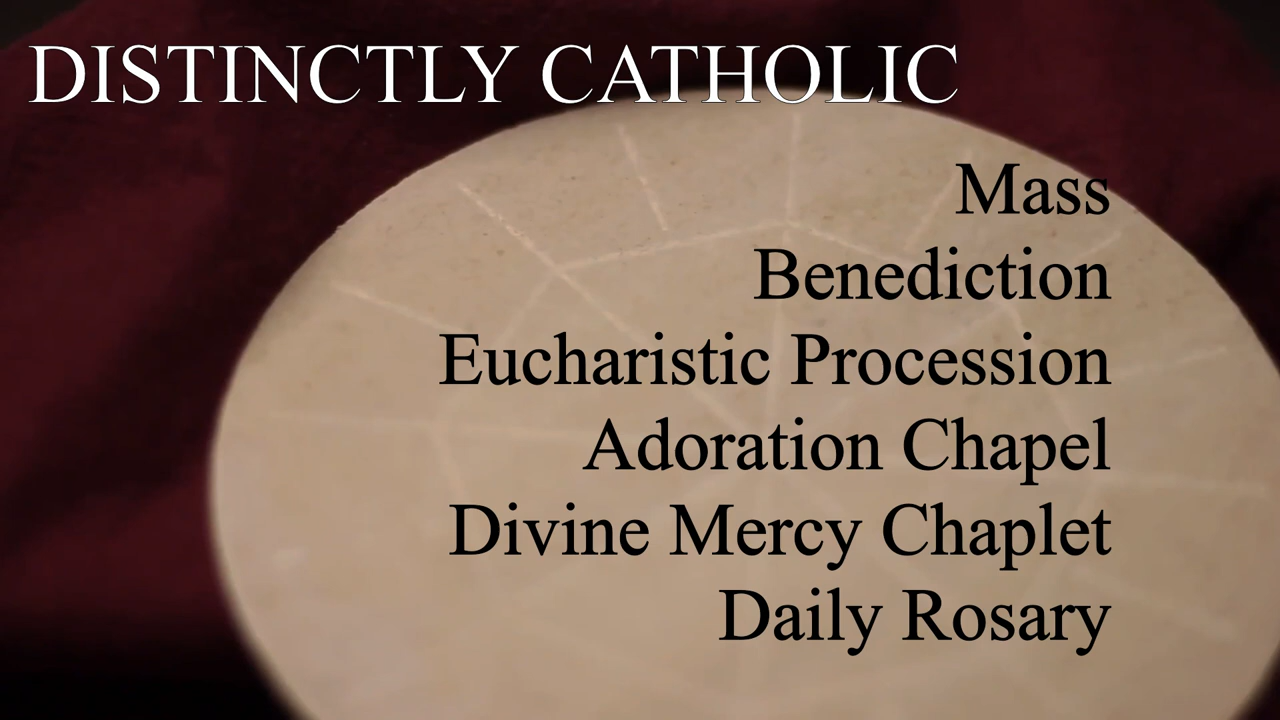 DISTINCTLY CATHOLIC
Mass
Benediction
Eucharistic Procession
Adoration Chapel
Divine Mercy Chaplet
Daily Rosary